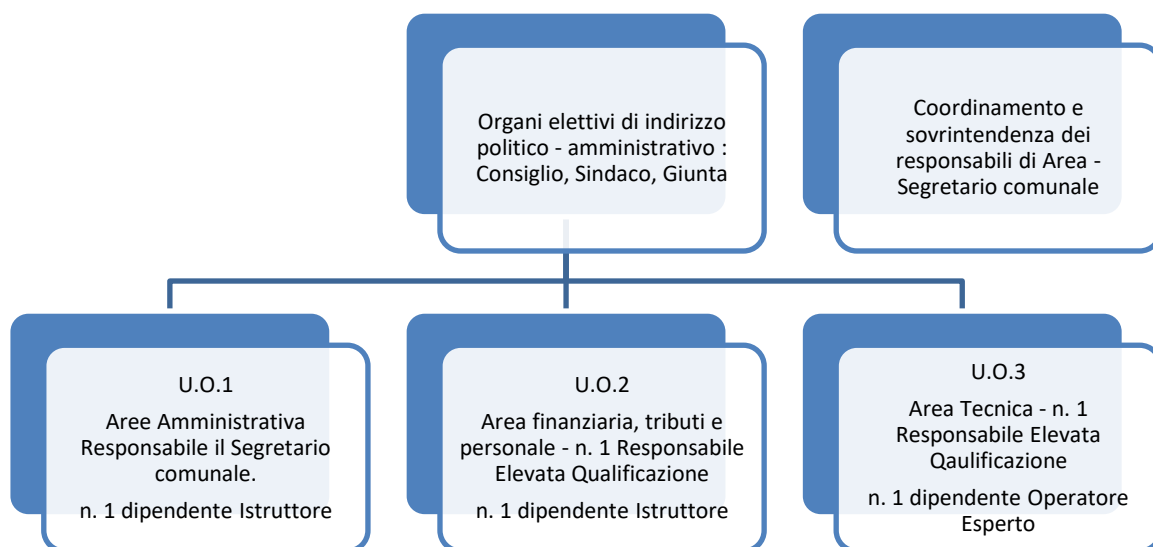 Organi elettivi di indirizzo
politico - amministrativo :
Consiglio, Sindaco, Giunta
Coordinamento e
sovrintendenza dei
responsabili di Area -
Segretario comunale
U.O.1
Aree Amministrativa
Responsabile il Segretario
comunale.
n. 1 dipendente Istruttore
U.O.2
Area finanziaria, tributi e
personale - n. 1 Responsabile
Elevata Qualificazione
n. 1 dipendente Istruttore
U.O.3
Area Tecnica - n. 1
Responsabile Elevata
Qaulificazione
n. 1 dipendente Operatore
Esperto